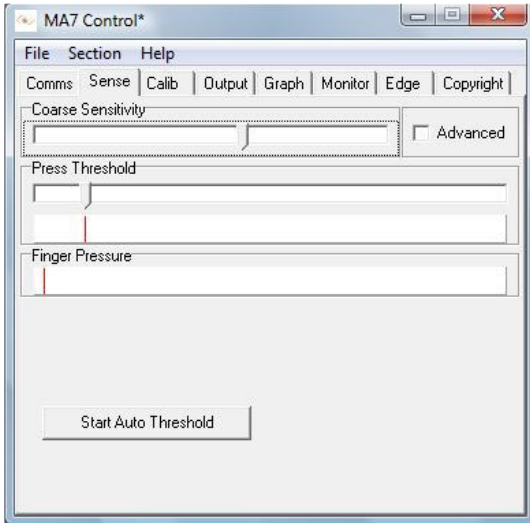 MA7 Control*
File Section Help
Comms Sense Calib Output Graph Monitor Edge Copyright
Coarse Sensitivity
Advanced
Press Threshold
Finger Pressure
Start Auto Threshold